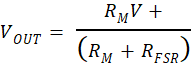 V_OUT = R_M V + / (R_M + R_FSR)